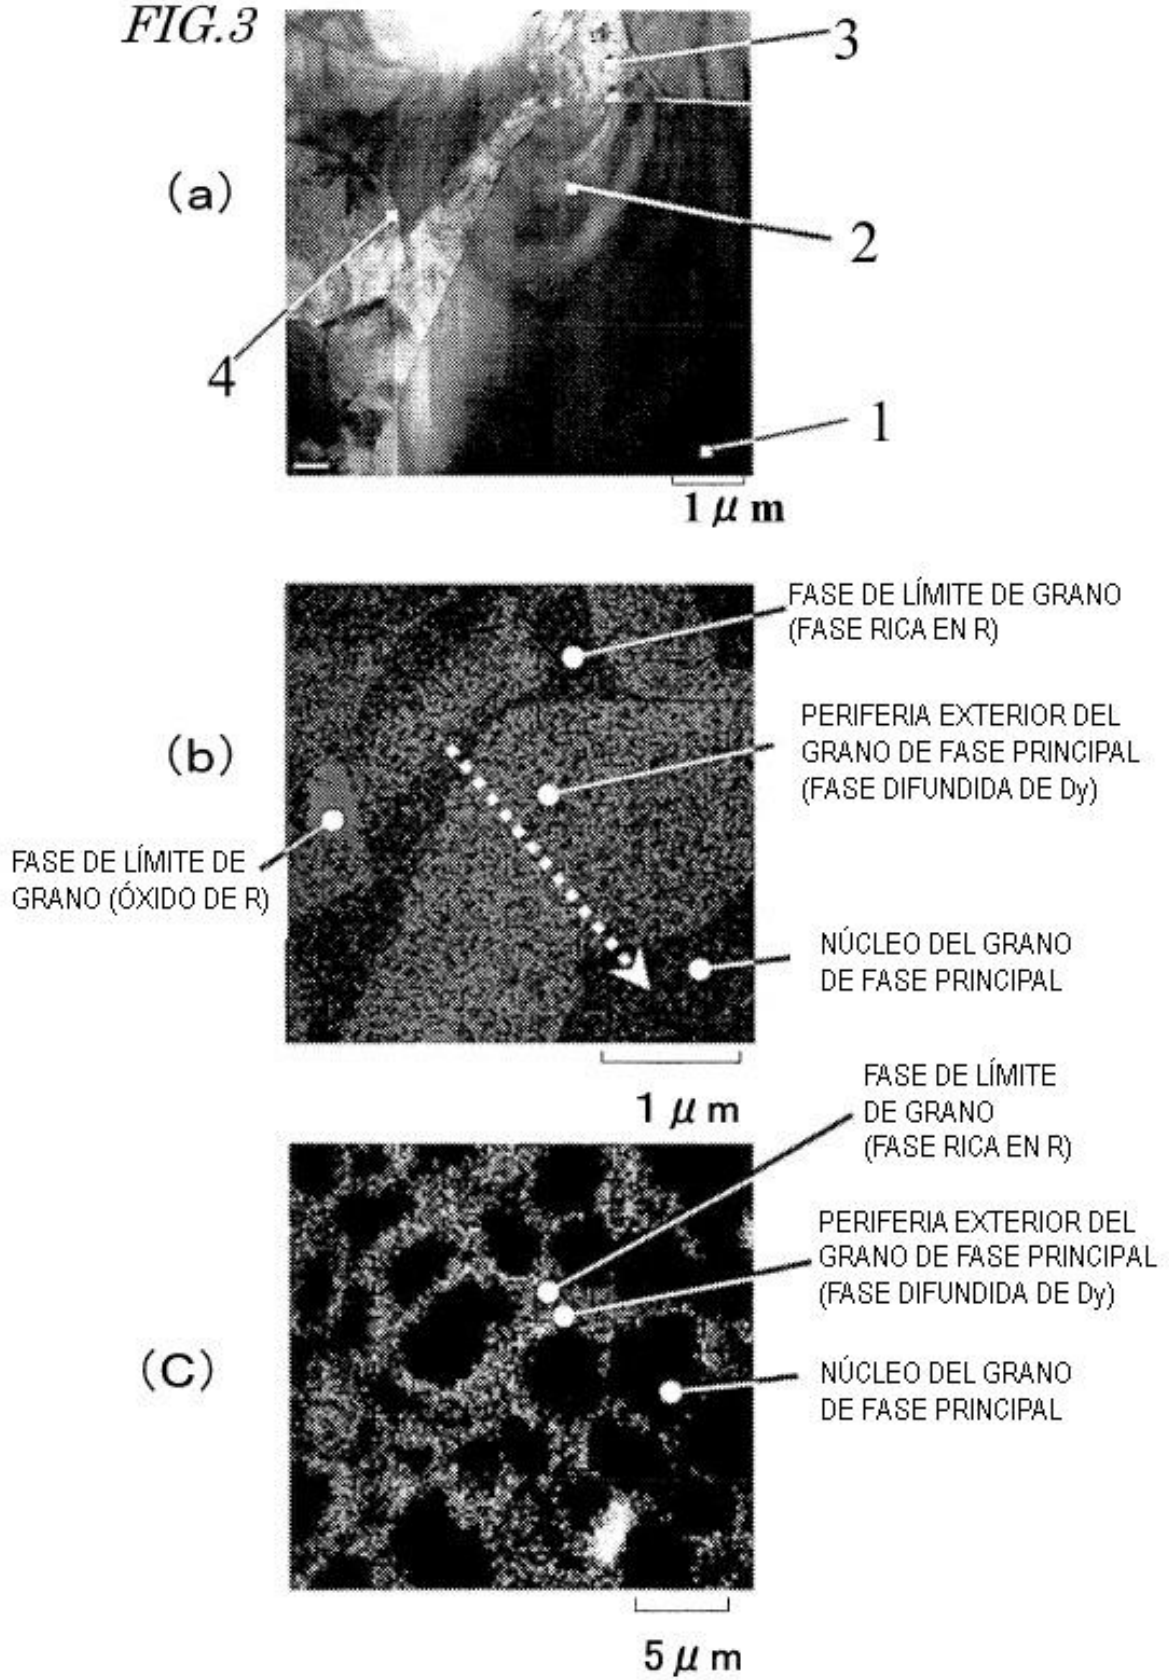 FIG.3
(a)
3
2
4
1
1 μ m
(b)
FASE DE LÍMITE DE GRANO
(FASE RICA EN R)
PERIFERIA EXTERIOR DEL
GRANO DE FASE PRINCIPAL
(FASE DIFUNDIDA DE Dy)
FASE DE LÍMITE DE
GRANO (ÓXIDO DE R)
NÚCLEO DEL GRANO
DE FASE PRINCIPAL
1 μ m
(C)
FASE DE LÍMITE
DE GRANO
(FASE RICA EN R)
PERIFERIA EXTERIOR DEL
GRANO DE FASE PRINCIPAL
(FASE DIFUNDIDA DE Dy)
NÚCLEO DEL GRANO
DE FASE PRINCIPAL
5 μ m